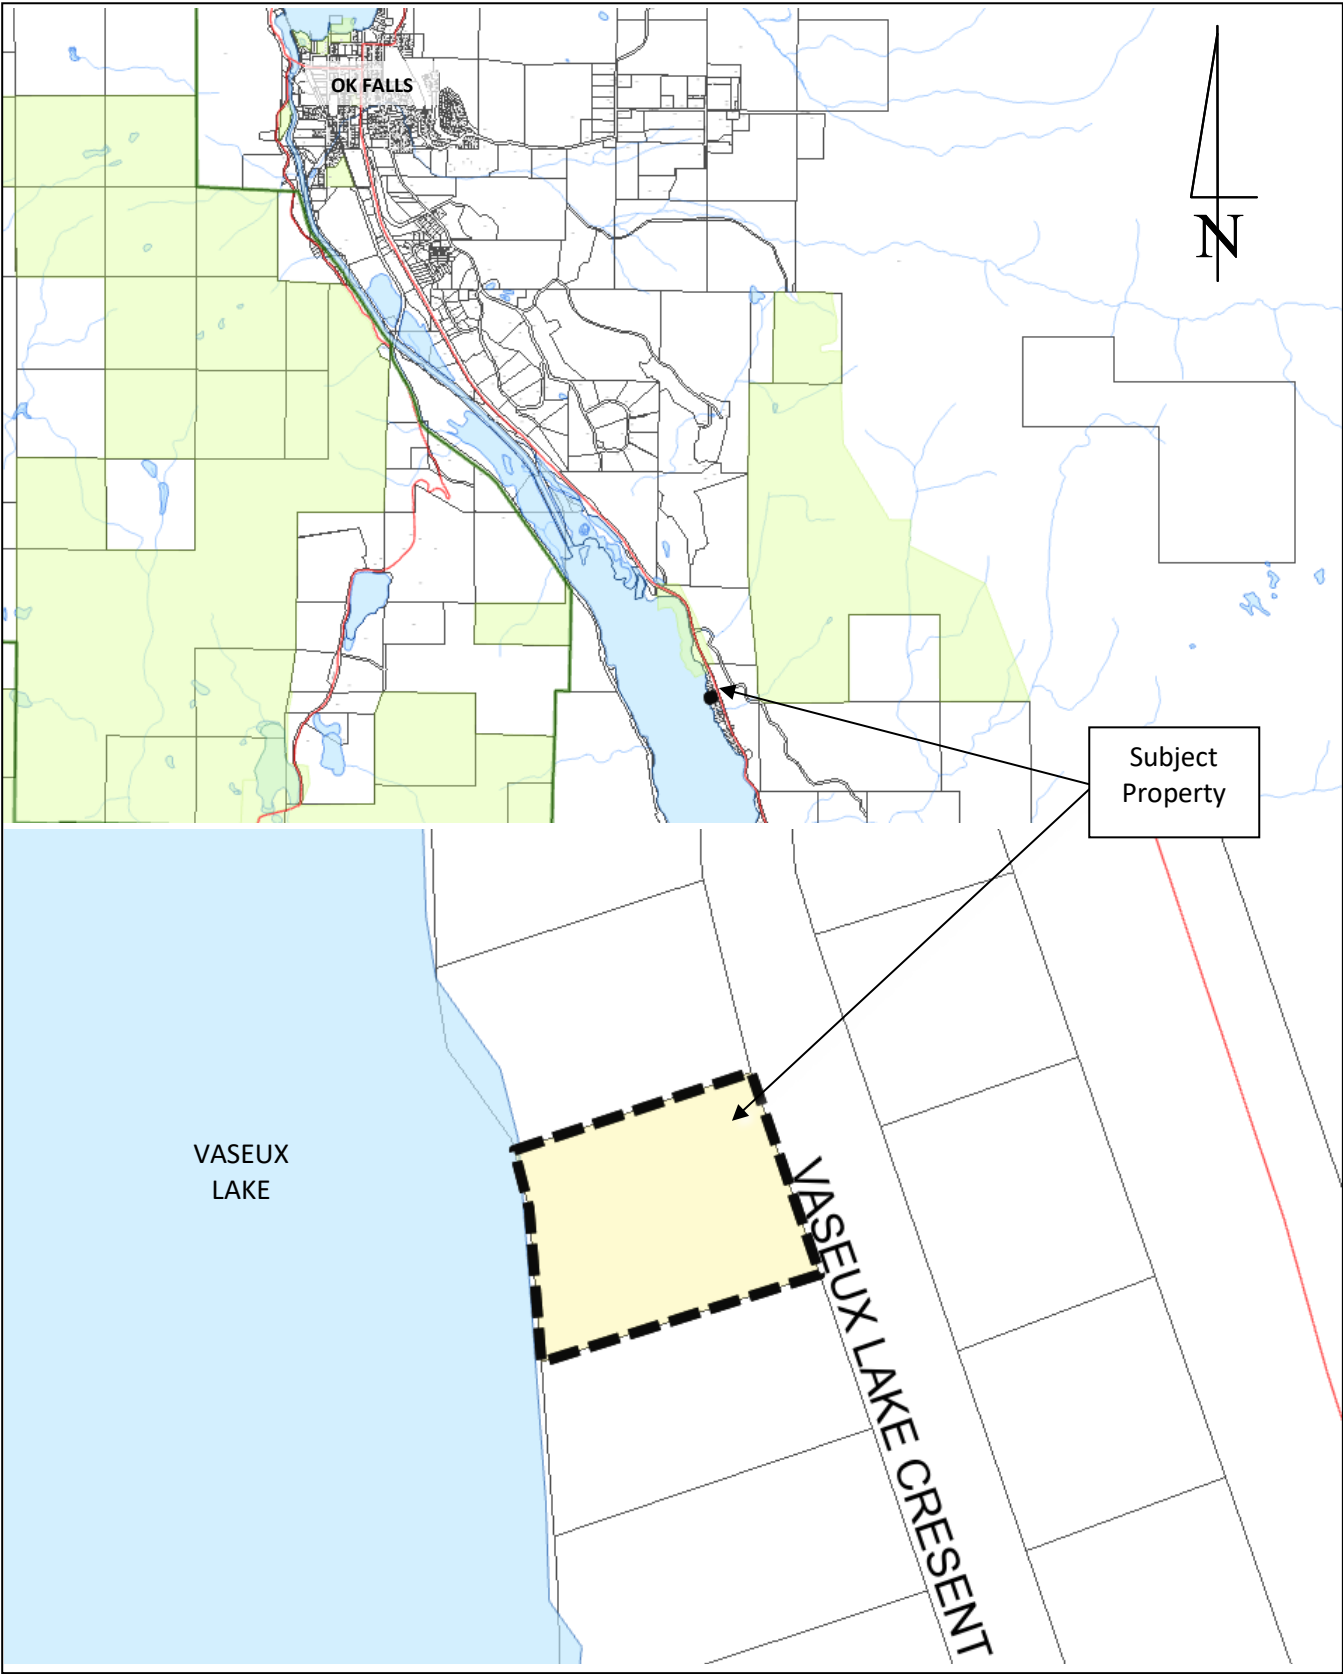 OK FALLS
N
Subject
Property
VASEUX
LAKE
VASEUX LAKE CRESENT